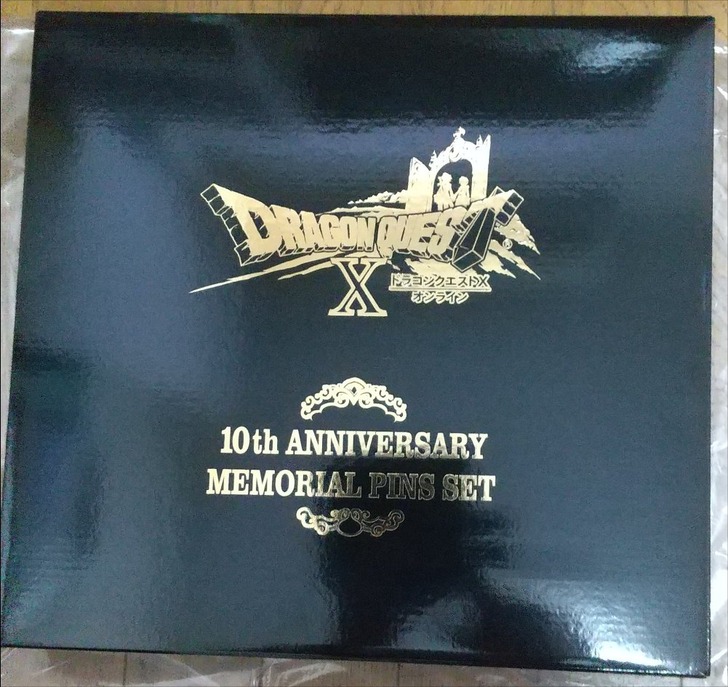 DRAGON QUEST
X
ドラゴンクエストX
オンライン
10th ANNIVERSARY
MEMORIAL PINS SET